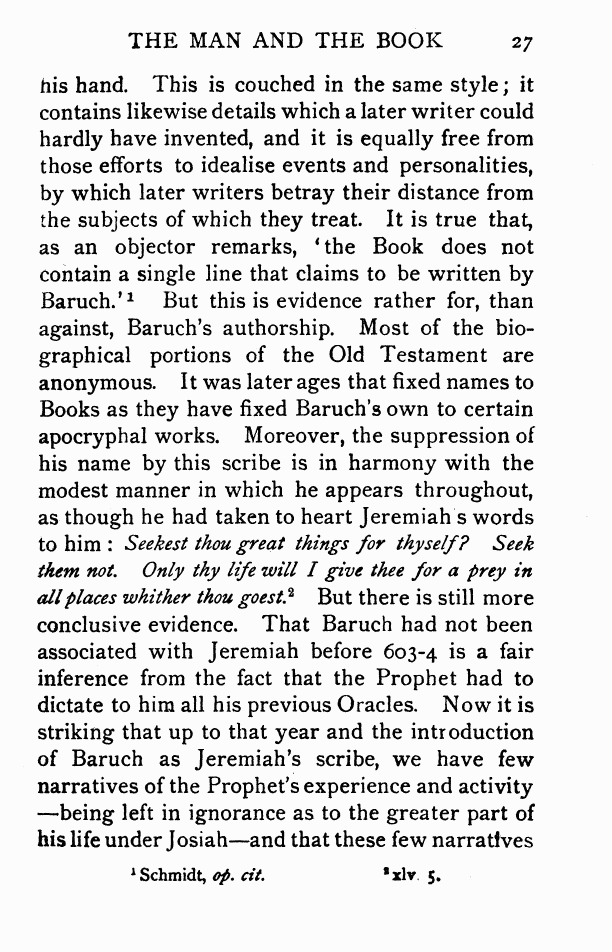 THE MAN AND THE BOOK 27
his hand. This is couched in the same style; it
contains likewise details which a later writer could
hardly have invented, and it is equally free from
those efforts to idealise events and personalities,
by which later writers betray their distance from
the subjects of which they treat. It is true that,
as an objector remrks, ‘the Book does not
contain a single line that claims to be written by
Baruch.’¹ But this is evidence rather for, than
against, Baruch's authorship. Most of the bio-
graphical portions of the Old Testament are
anonymous. It was later ages that fixed names to
Books as they have fixed Baruch's own to certain
apocryphal works. Moreover, the suppression of
his name by this scribe is in harmony with the
modest manner in which he appears throughout,
as though he had taken to heart Jeremiah's words
to him : Seekest thou great things for thyself? Seek
them not. Only thy life will I give thee for a prey in
all places whither thou goest.² But there is still more
conclusive evidence. That Baruch had not been
associated with Jeremiah before 603-4 is a fair
inference from the fact that the Prophet had to
dictate to him all his previous Oracles. Now it is
striking that up to that year and the introduction
of Baruch as Jeremiah's scribe, we have few
narratives of the Prophet's experience and activity
—being left in ignorance as to the greater part of
his life under Josiah—and that these few narratives
¹ Schmidt, op. cit. ² xlv. 5.